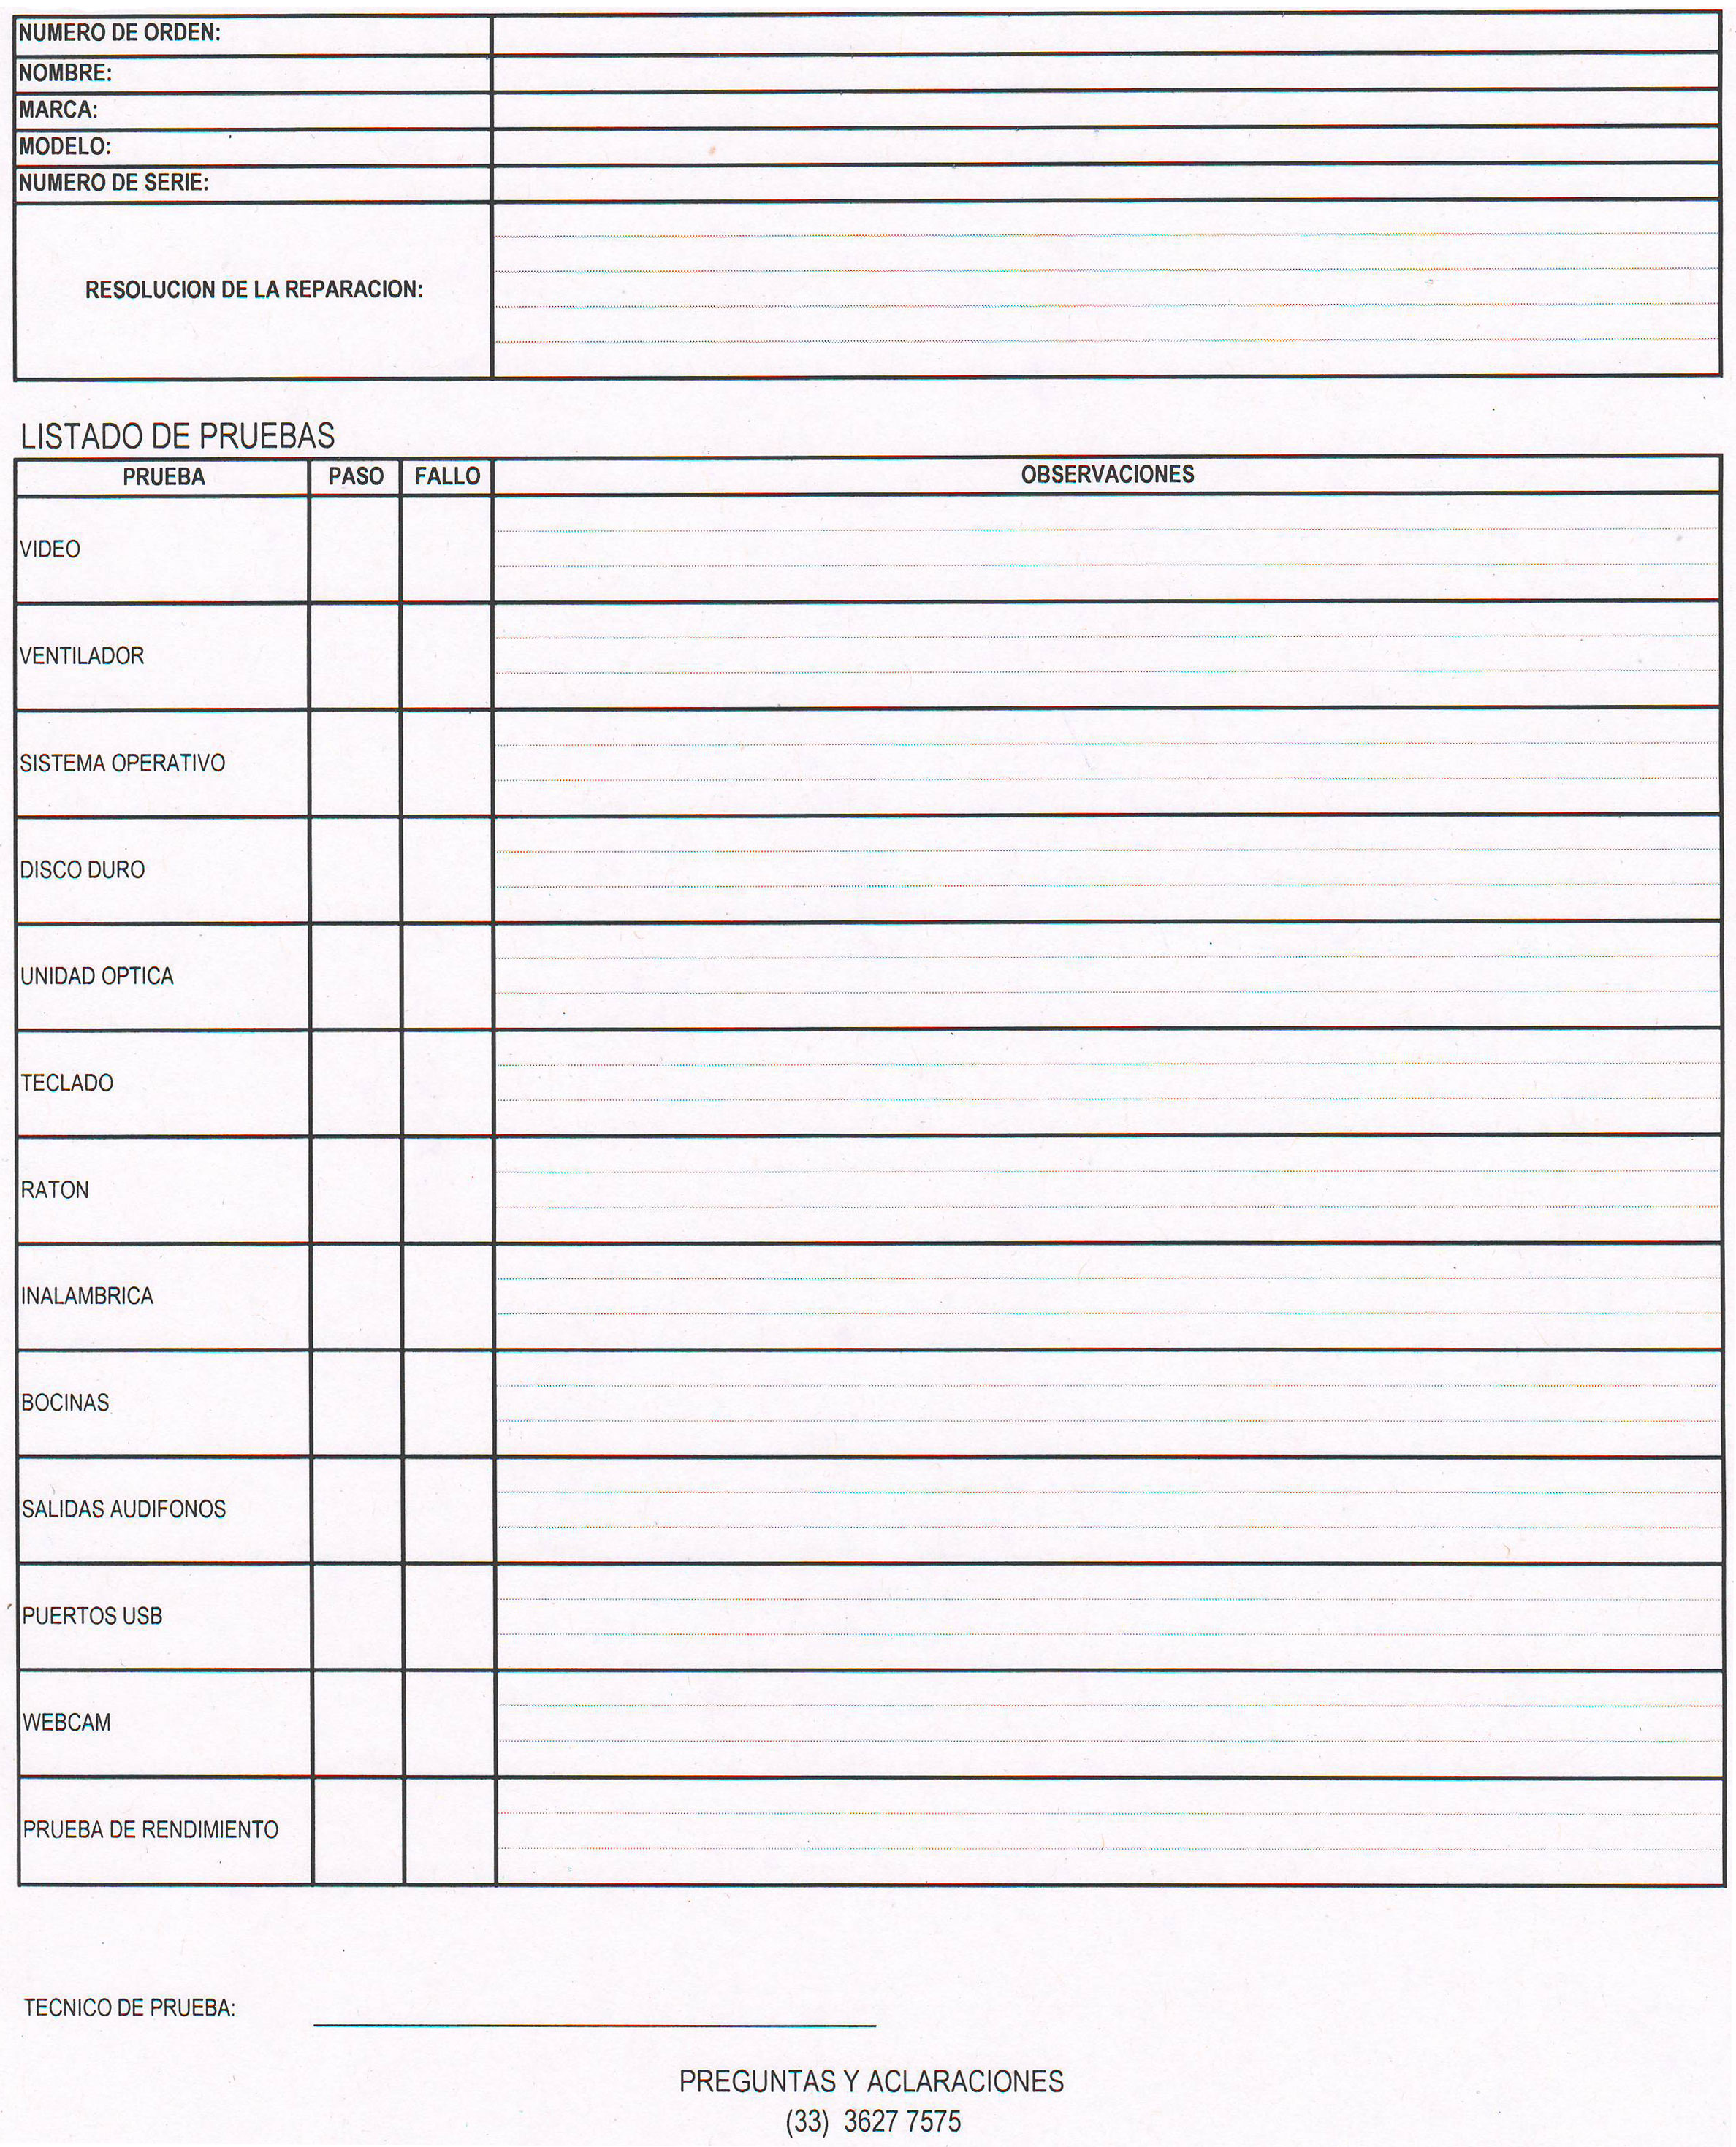 NUMERO DE ORDEN:
NOMBRE:
MARCA:
MODELO:
NUMERO DE SERIE:
RESOLUCION DE LA REPARACION:
LISTADO DE PRUEBAS
PRUEBA PASO FALLO OBSERVACIONES
VIDEO
VENTILADOR
SISTEMA OPERATIVO
DISCO DURO
UNIDAD OPTICA
TECLADO
RATON
INALAMBRICA
BOCINAS
SALIDAS AUDIFONOS
PUERTOS USB
WEBCAM
PRUEBA DE RENDIMIENTO
TECNICO DE PRUEBA:
PREGUNTAS Y ACLARACIONES
(33) 3627 7575